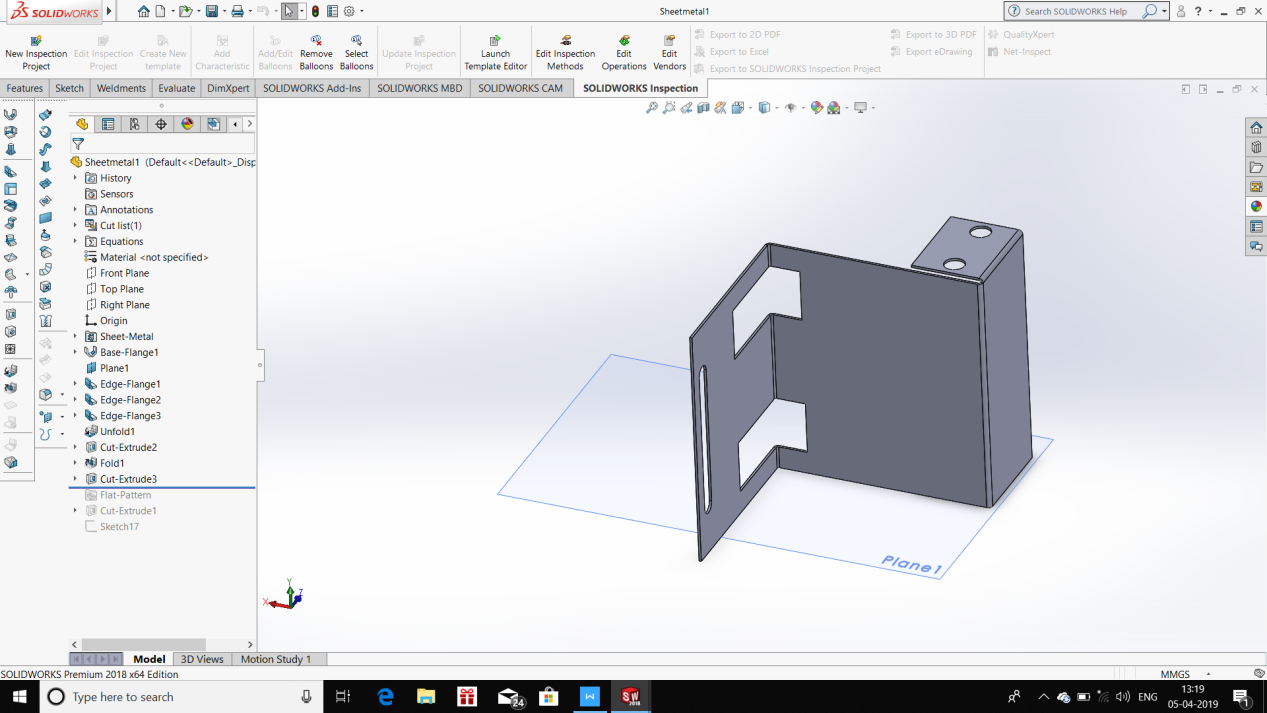 SOLIDWORKS
Sheetmetal1
Search SOLIDWORKS Help
?
New Inspection Project
Edit Inspection Project
Create New template
Add Characteristic
Add/Edit Balloons
Remove Balloons
Select Balloons
Update Inspection Project
Launch Template Editor
Edit Inspection Methods
Edit Operations
Edit Vendors
Export to 2D PDF
Export to Excel
Export to SOLIDWORKS Inspection Project
Export to 3D PDF
Export eDrawing
QualityXpert
Net-Inspect
Features
Sketch
Weldments
Evaluate
DimXpert
SOLIDWORKS Add-Ins
SOLIDWORKS MBD
SOLIDWORKS CAM
SOLIDWORKS Inspection
Sheetmetal1 (Default<<Default>_Disp
History
Sensors
Annotations
Cut list(1)
Equations
Material <not specified>
Front Plane
Top Plane
Right Plane
Origin
Sheet-Metal
Base-Flange1
Plane1
Edge-Flange1
Edge-Flange2
Edge-Flange3
Unfold1
Cut-Extrude2
Fold1
Cut-Extrude3
Flat-Pattern
Cut-Extrude1
Sketch17
Plane1
Y
Z
X
Model
3D Views
Motion Study 1
SOLIDWORKS Premium 2018 x64 Edition
MMGS
Type here to search
24
SW
2018
ENG
13:19
05-04-2019
1